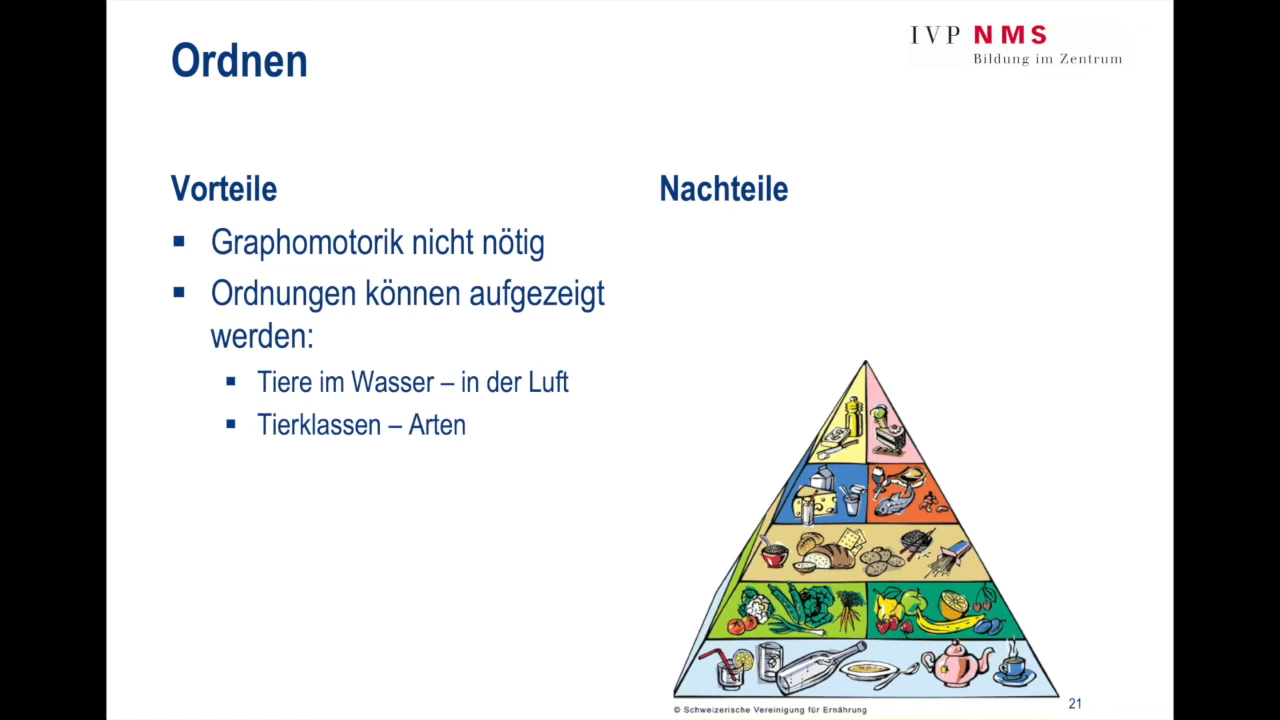 Ordnen
IVP NMS
Bildung im Zentrum
Vorteile
Graphomotorik nicht nötig
Ordnungen können aufgezeigt
werden:
Tiere im Wasser – in der Luft
Tierklassen – Arten
Nachteile
© Schweizerische Vereinigung für Ernährung
21